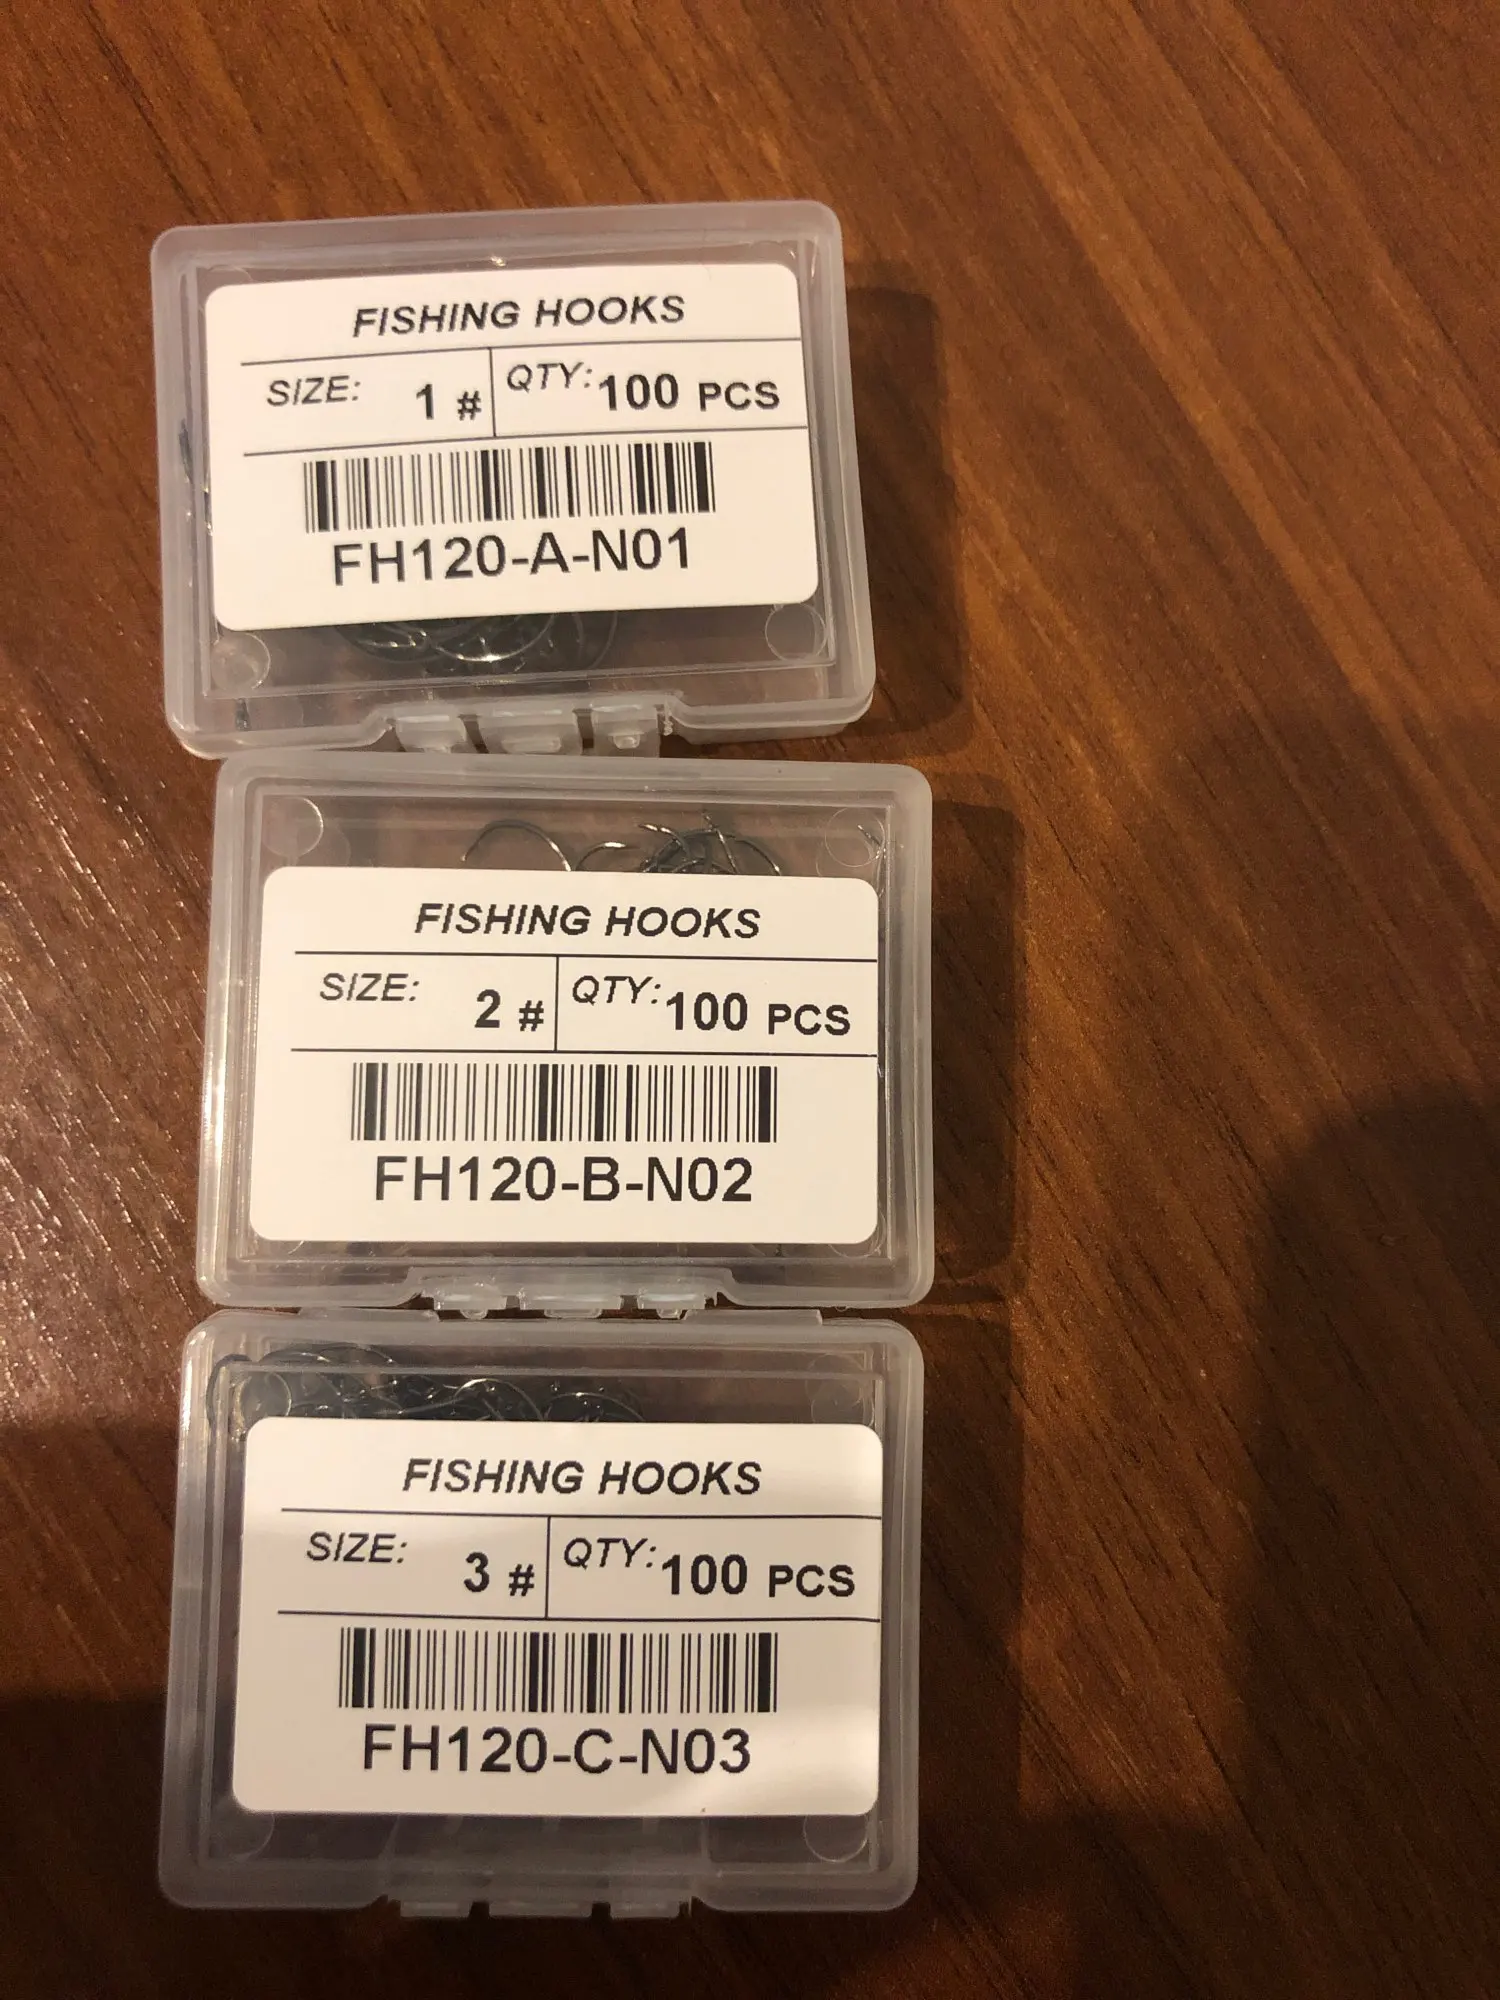 FISHING HOOKS
SIZE: 1 # QTY: 100 PCS
FH120-A-N01
FISHING HOOKS
SIZE: 2 # QTY: 100 PCS
FH120-B-N02
FISHING HOOKS
SIZE: 3 # QTY: 100 PCS
FH120-C-N03